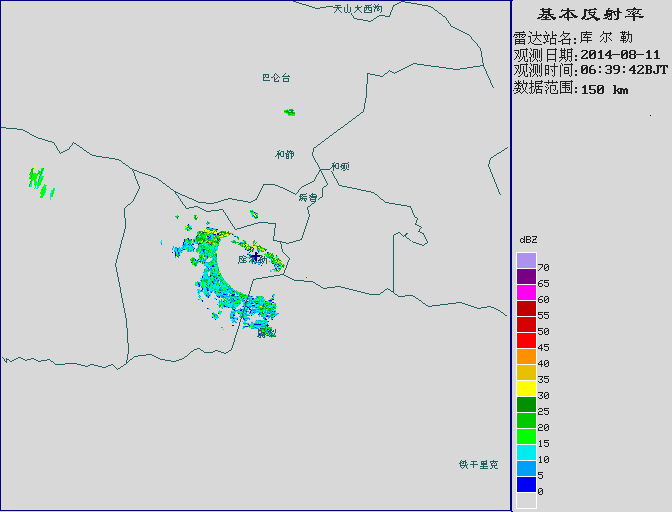 天山大西沟
巴仑台
和静
和硕
焉耆
库尔勒
尉犁
铁干里克
基本反射率
雷达站名:库 尔 勒
观测日期:2014-08-11
观测时间:06:39:42BJT
数据范围:150 km
dBZ
70
65
60
55
50
45
40
35
30
25
20
15
10
5
0